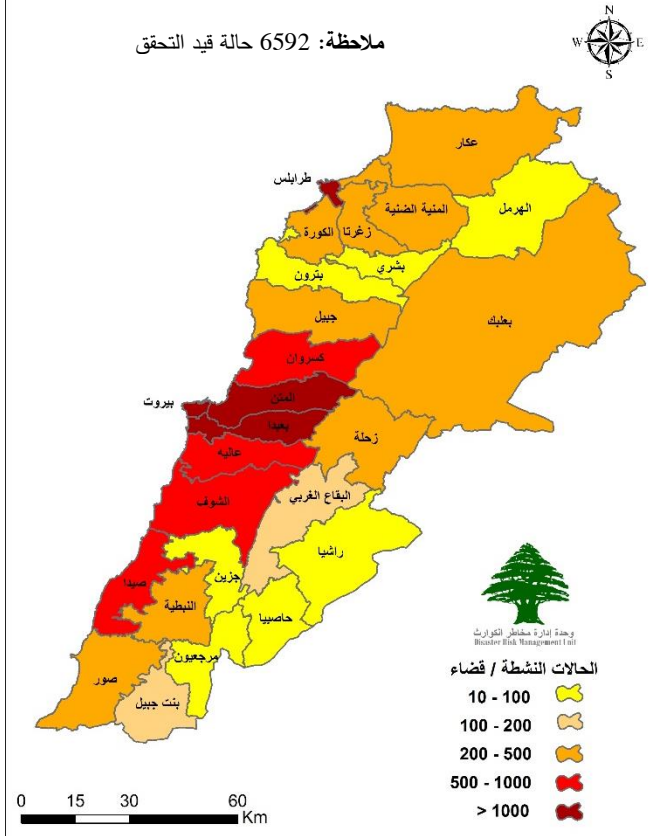 ملاحظة: 6592 حالة قيد التحقق
N
W
E
S
عكار
طرابلس
المنية الضنية
الهرمل
زغرتا
الكورة
بشري
بترون
جبيل
بعلبك
كسروان
المتن
بيروت
بعبدا
زحلة
عاليه
البقاع الغربي
الشوف
راشيا
جزين
صيدا
النبطية
حاصبيا
مرجعيون
صور
بنت جبيل
وحدة إدارة مخاطر الكوارث
Disaster Risk Management Unit
الحالات النشطة / قضاء
10 - 100
100 - 200
200 - 500
500 - 1000
> 1000
0 15 30 60
Km